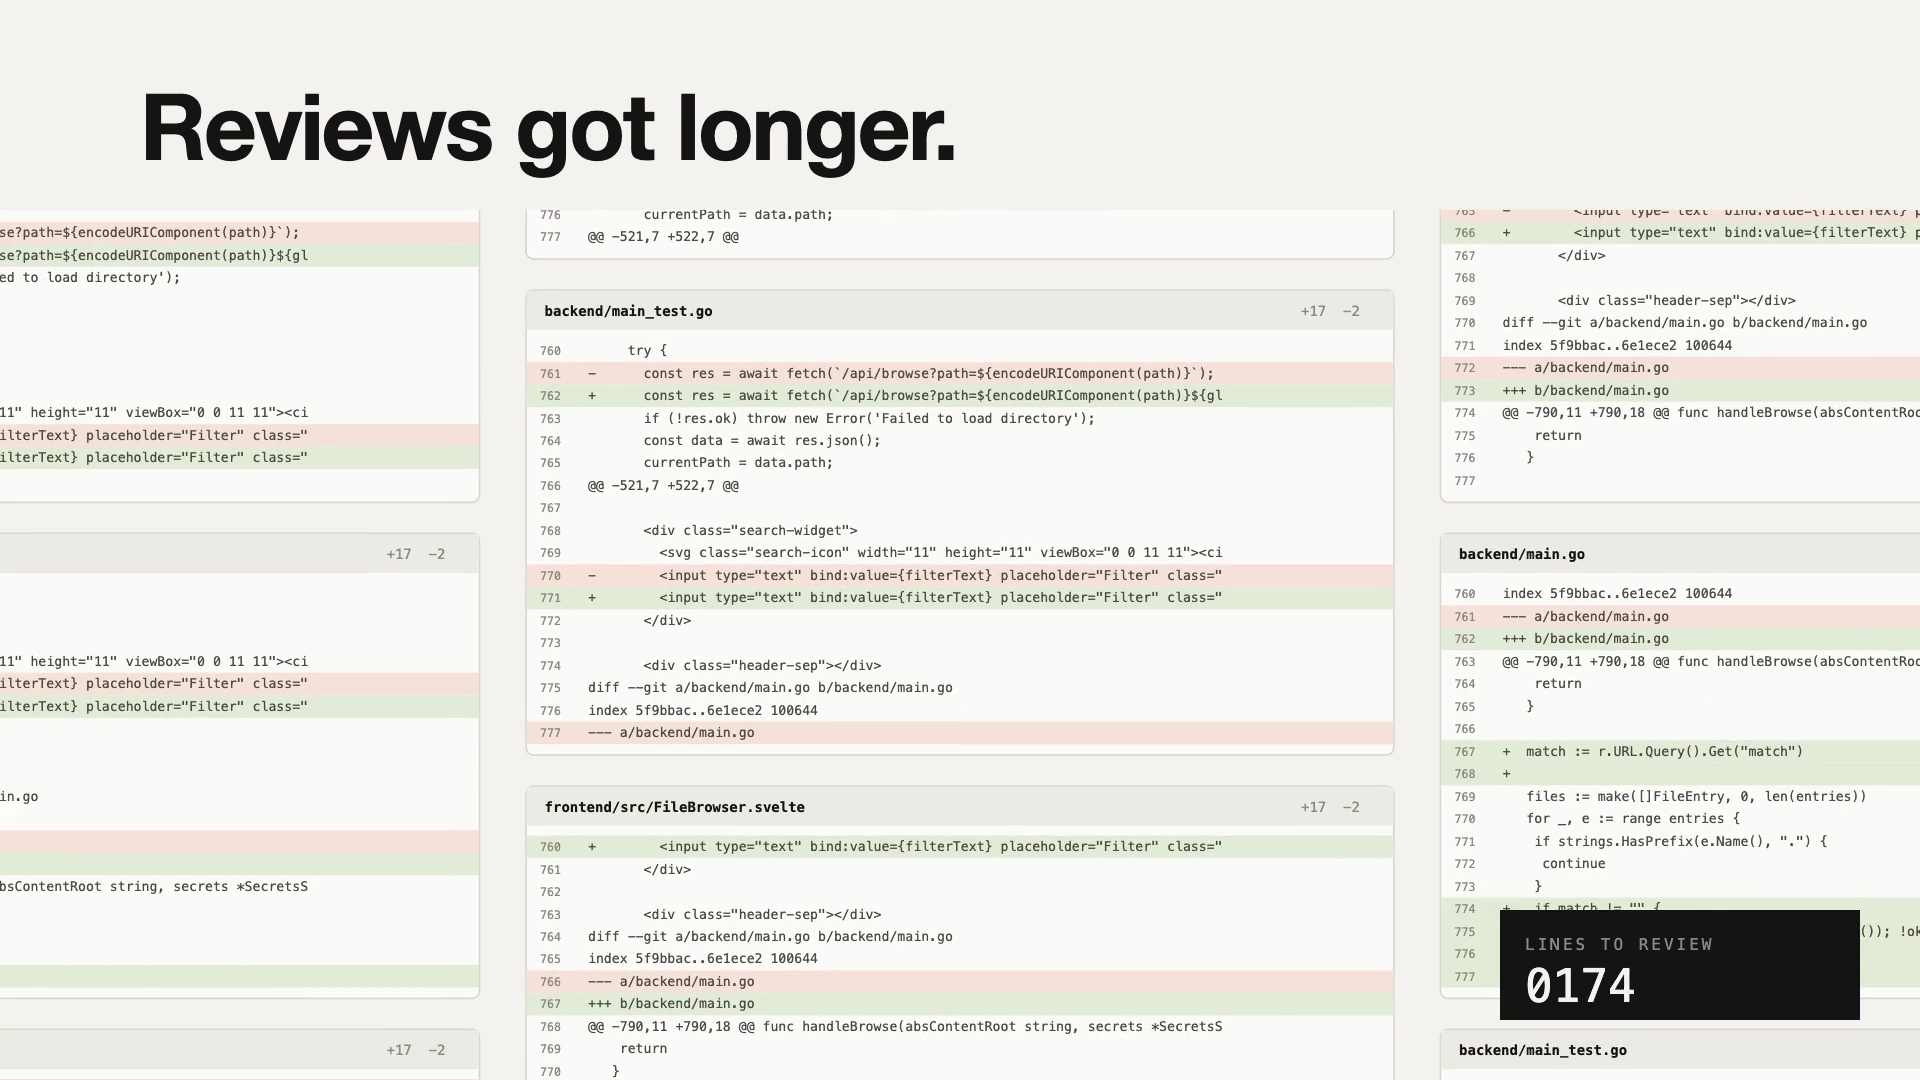 Reviews got longer.
se?path=${encodeURIComponent(path)}`);
se?path=${encodeURIComponent(path)}${gl
ed to load directory');
11" height="11" viewBox="0 0 11 11"><ci
ilterText} placeholder="Filter" class="
ilterText} placeholder="Filter" class="
+17 −2
11" height="11" viewBox="0 0 11 11"><ci
ilterText} placeholder="Filter" class="
ilterText} placeholder="Filter" class="
in.go
bsContentRoot string, secrets *SecretsS
+17 −2
776 currentPath = data.path;
777 @@ -521,7 +522,7 @@
backend/main_test.go +17 −2
760 try {
761 - const res = await fetch(`/api/browse?path=${encodeURIComponent(path)}`);
762 + const res = await fetch(`/api/browse?path=${encodeURIComponent(path)}${gl
763 if (!res.ok) throw new Error('Failed to load directory');
764 const data = await res.json();
765 currentPath = data.path;
766 @@ -521,7 +522,7 @@
767
768 <div class="search-widget">
769 <svg class="search-icon" width="11" height="11" viewBox="0 0 11 11"><ci
770 - <input type="text" bind:value={filterText} placeholder="Filter" class="
771 + <input type="text" bind:value={filterText} placeholder="Filter" class="
772 </div>
773
774 <div class="header-sep"></div>
775 diff --git a/backend/main.go b/backend/main.go
776 index 5f9bbac..6e1ece2 100644
777 --- a/backend/main.go
frontend/src/FileBrowser.svelte +17 −2
760 + <input type="text" bind:value={filterText} placeholder="Filter" class="
761 </div>
762
763 <div class="header-sep"></div>
764 diff --git a/backend/main.go b/backend/main.go
765 index 5f9bbac..6e1ece2 100644
766 --- a/backend/main.go
767 +++ b/backend/main.go
768 @@ -790,11 +790,18 @@ func handleBrowse(absContentRoot string, secrets *SecretsS
769 return
770 }
765 - <input type="text" bind:value={filterText} p
766 + <input type="text" bind:value={filterText} p
767 </div>
768
769 <div class="header-sep"></div>
770 diff --git a/backend/main.go b/backend/main.go
771 index 5f9bbac..6e1ece2 100644
772 --- a/backend/main.go
773 +++ b/backend/main.go
774 @@ -790,11 +790,18 @@ func handleBrowse(absContentRoo
775 return
776 }
777
backend/main.go
760 index 5f9bbac..6e1ece2 100644
761 --- a/backend/main.go
762 +++ b/backend/main.go
763 @@ -790,11 +790,18 @@ func handleBrowse(absContentRoo
764 return
765 }
766
767 + match := r.URL.Query().Get("match")
768 +
769 files := make([]FileEntry, 0, len(entries))
770 for _, e := range entries {
771 if strings.HasPrefix(e.Name(), ".") {
772 continue
773 }
774 + if match != "" {
775 ()); !ok
776
777
LINES TO REVIEW
0174
backend/main_test.go